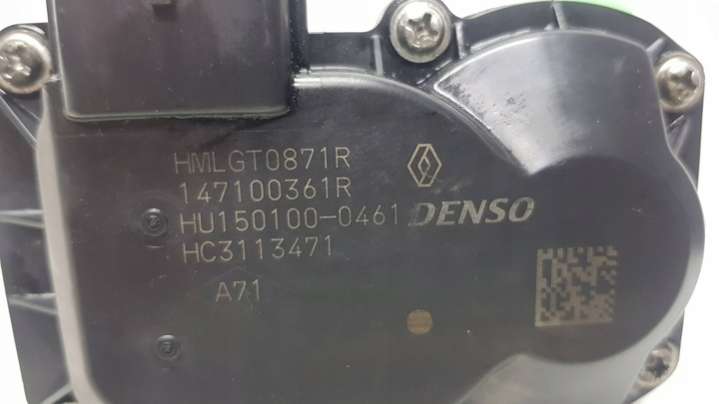 HMLGT0871R
147100361R
HU150100-0461
DENSO
HC3113471
A71